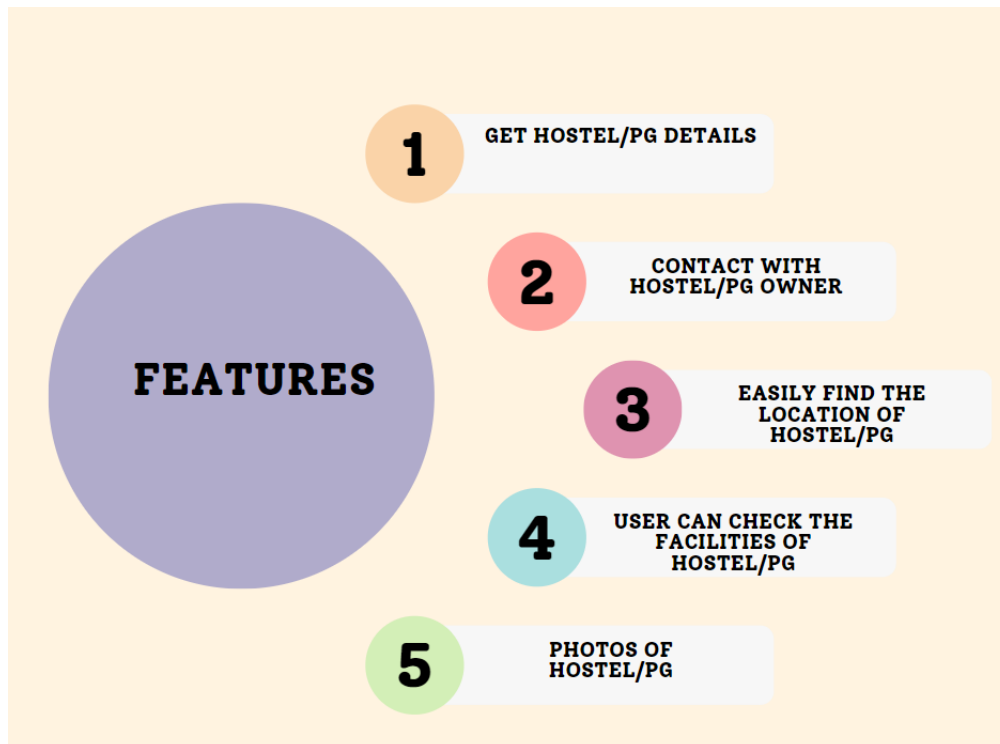 FEATURES
1
GET HOSTEL/PG DETAILS
2
CONTACT WITH
HOSTEL/PG OWNER
3
EASILY FIND THE
LOCATION OF
HOSTEL/PG
4
USER CAN CHECK THE
FACILITIES OF
HOSTEL/PG
5
PHOTOS OF
HOSTEL/PG